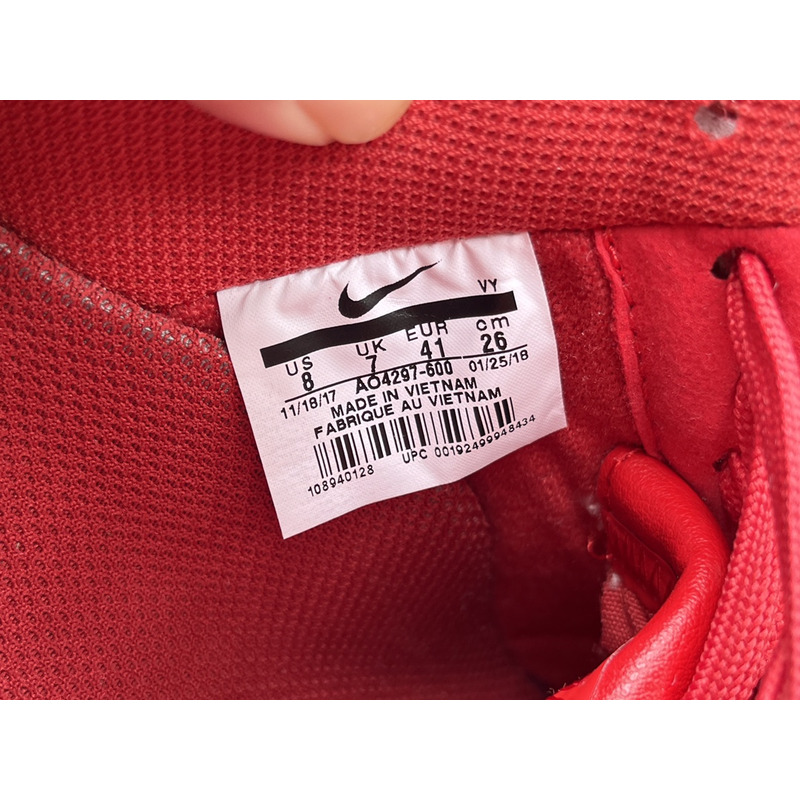 VY
US UK EUR cm
8 7 41 26
11/18/17 AO4297-600 01/25/18
MADE IN VIETNAM
FABRIQUE AU VIETNAM
108940128 UPC 00192499948434